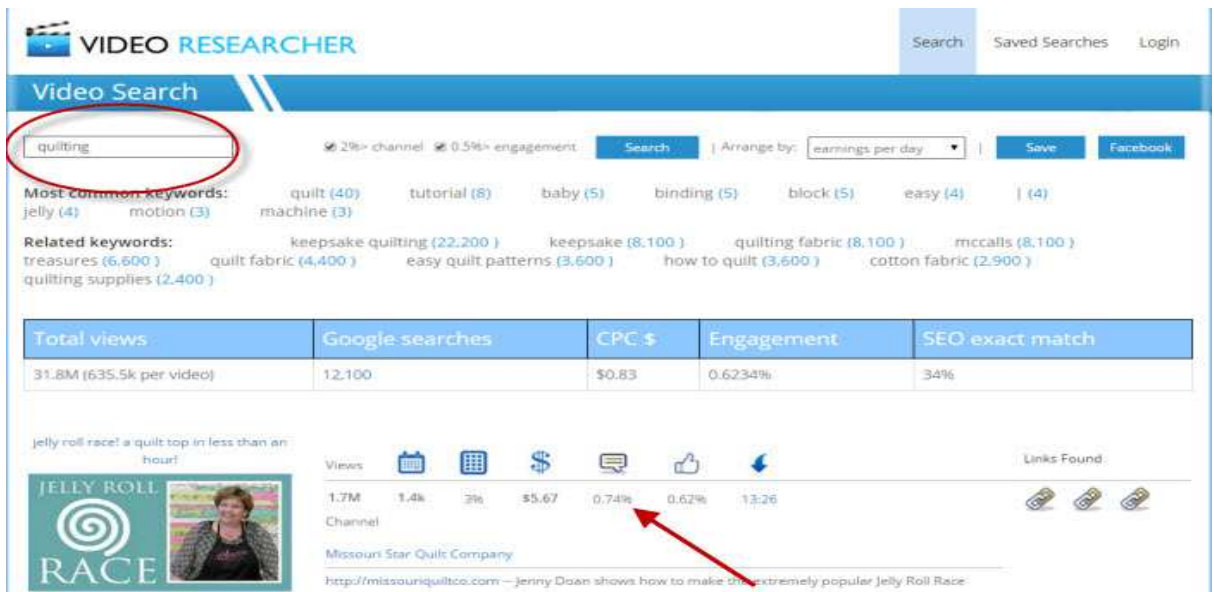 VIDEO RESEARCHER
Search Saved Searches Login
Video Search
quilting 2%> channel 0.5%> engagement Search | Arrange by: earnings per day | Save Facebook
Most common keywords: quilt (40) tutorial (8) baby (5) binding (5) block (5) easy (4) | (4)
jelly (4) motion (3) machine (3)
Related keywords: keepsake quilting (22,200 ) keepsake (8,100 ) quilting fabric (8,100 ) mccalls (8,100 )
treasures (6,600 ) quilt fabric (4,400 ) easy quilt patterns (3,600 ) how to quilt (3,600 ) cotton fabric (2,900 )
quilting supplies (2,400 )
Total views Google searches CPC $ Engagement SEO exact match
31.8M (635.5k per video) 12,100 $0.83 0.6234% 34%
jelly roll race! a quilt top in less than an
hour!
Views $ Links Found
JELLY ROLL
RACE
1.7M 1.4k 3% $5.67 0.74% 0.62% 13:26
Channel
Missouri Star Quilt Company
http://missouriquiltco.com -- Jenny Doan shows how to make the extremely popular Jelly Roll Race